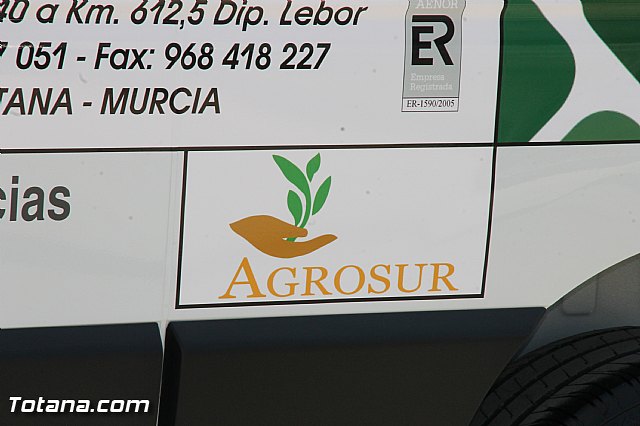 40 a Km. 612,5 Dip. Lebor
7 051 - Fax: 968 418 227
TANA - MURCIA
AENOR
ER
Empresa
Registrada
ER-1590/2005
cias
AGROSUR
Totana.com